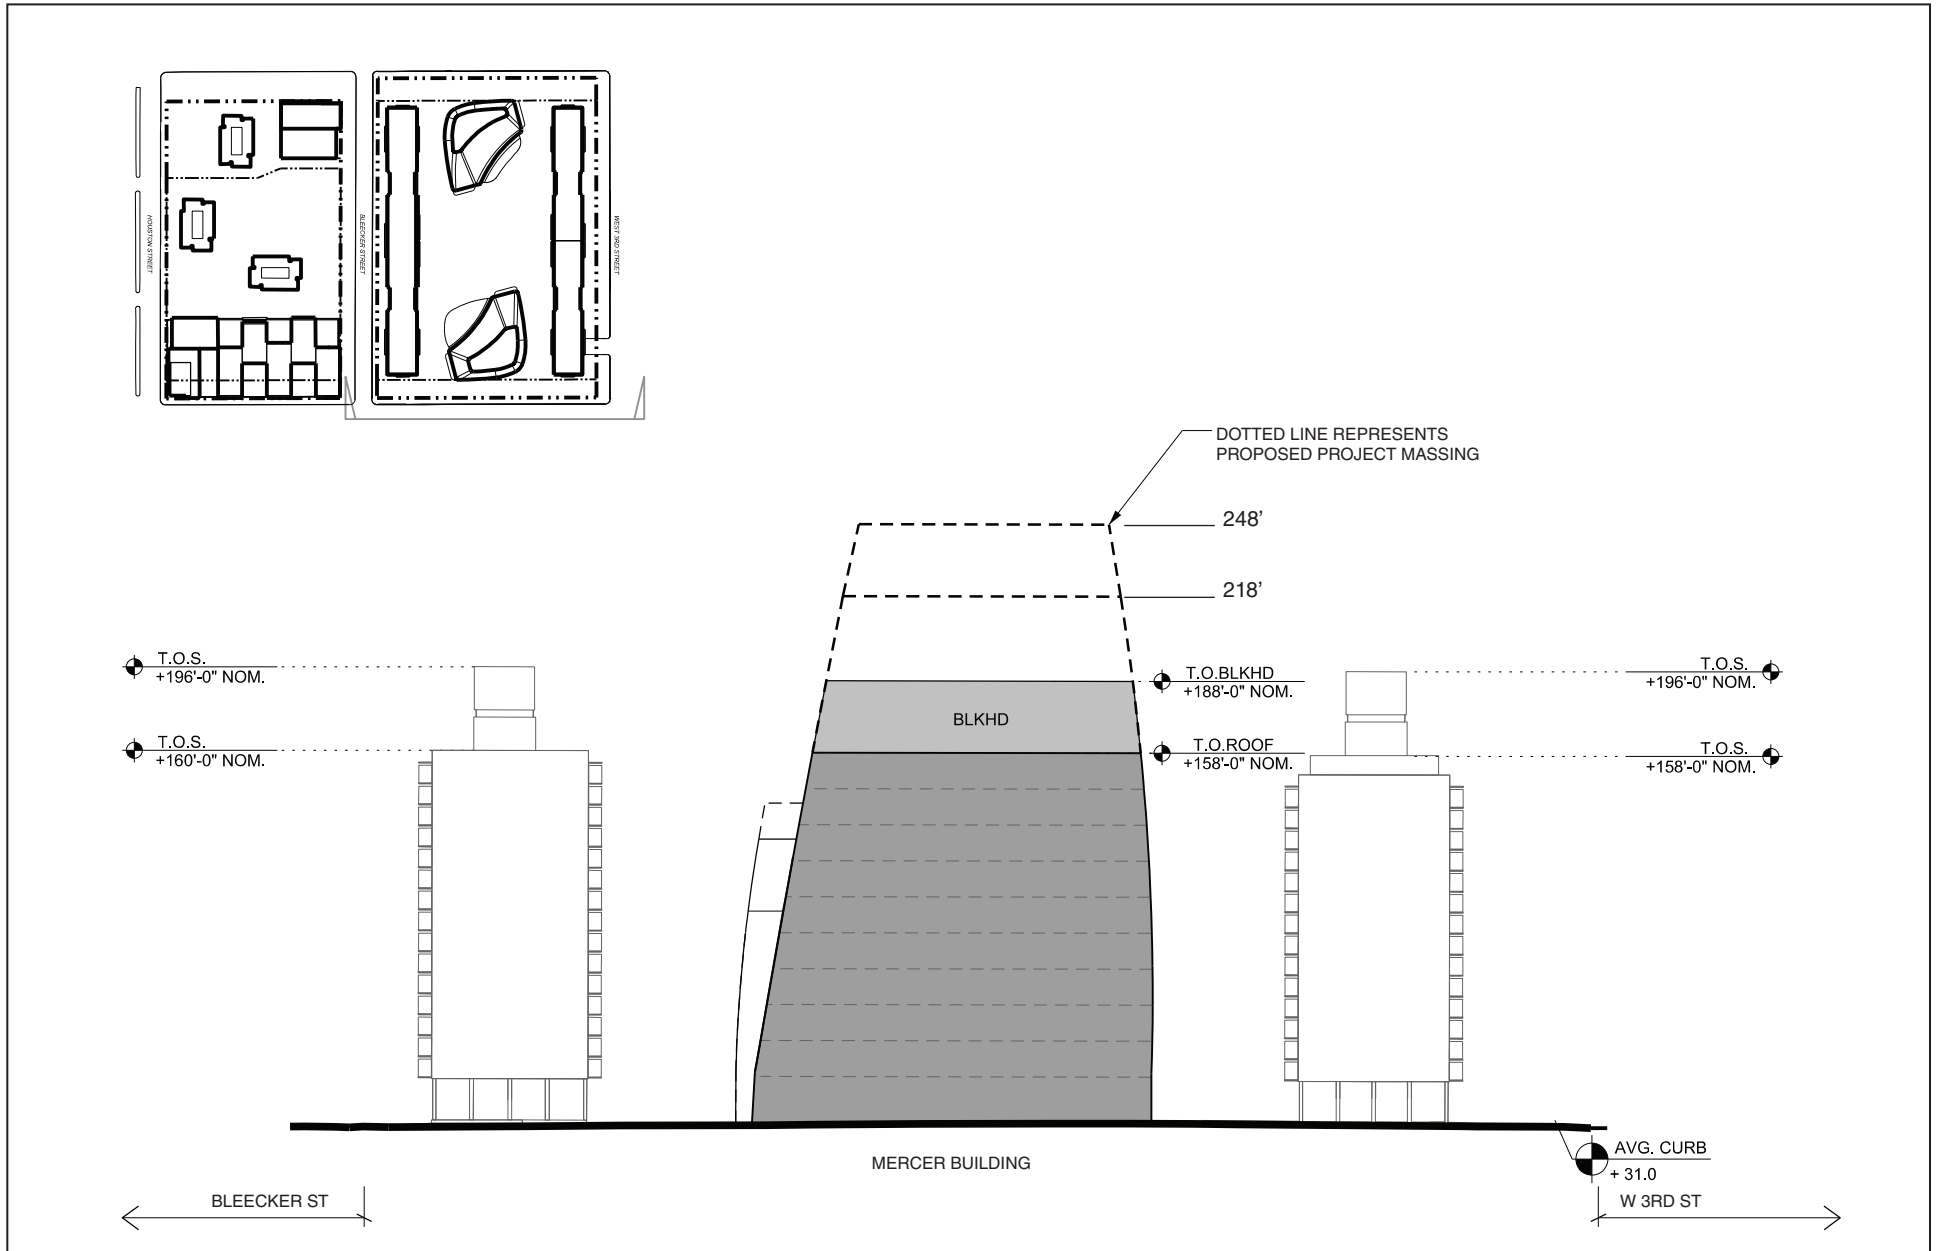 HOUSTON STREET
BLEECKER STREET
WEST 3RD STREET
DOTTED LINE REPRESENTS
PROPOSED PROJECT MASSING
248'
218'
T.O.S.
+196'-0" NOM.
T.O.S.
+160'-0" NOM.
T.O.BLKHD
+188'-0" NOM.
BLKHD
T.O.ROOF
+158'-0" NOM.
T.O.S.
+196'-0" NOM.
T.O.S.
+158'-0" NOM.
MERCER BUILDING
AVG. CURB
+ 31.0
BLEECKER ST
W 3RD ST